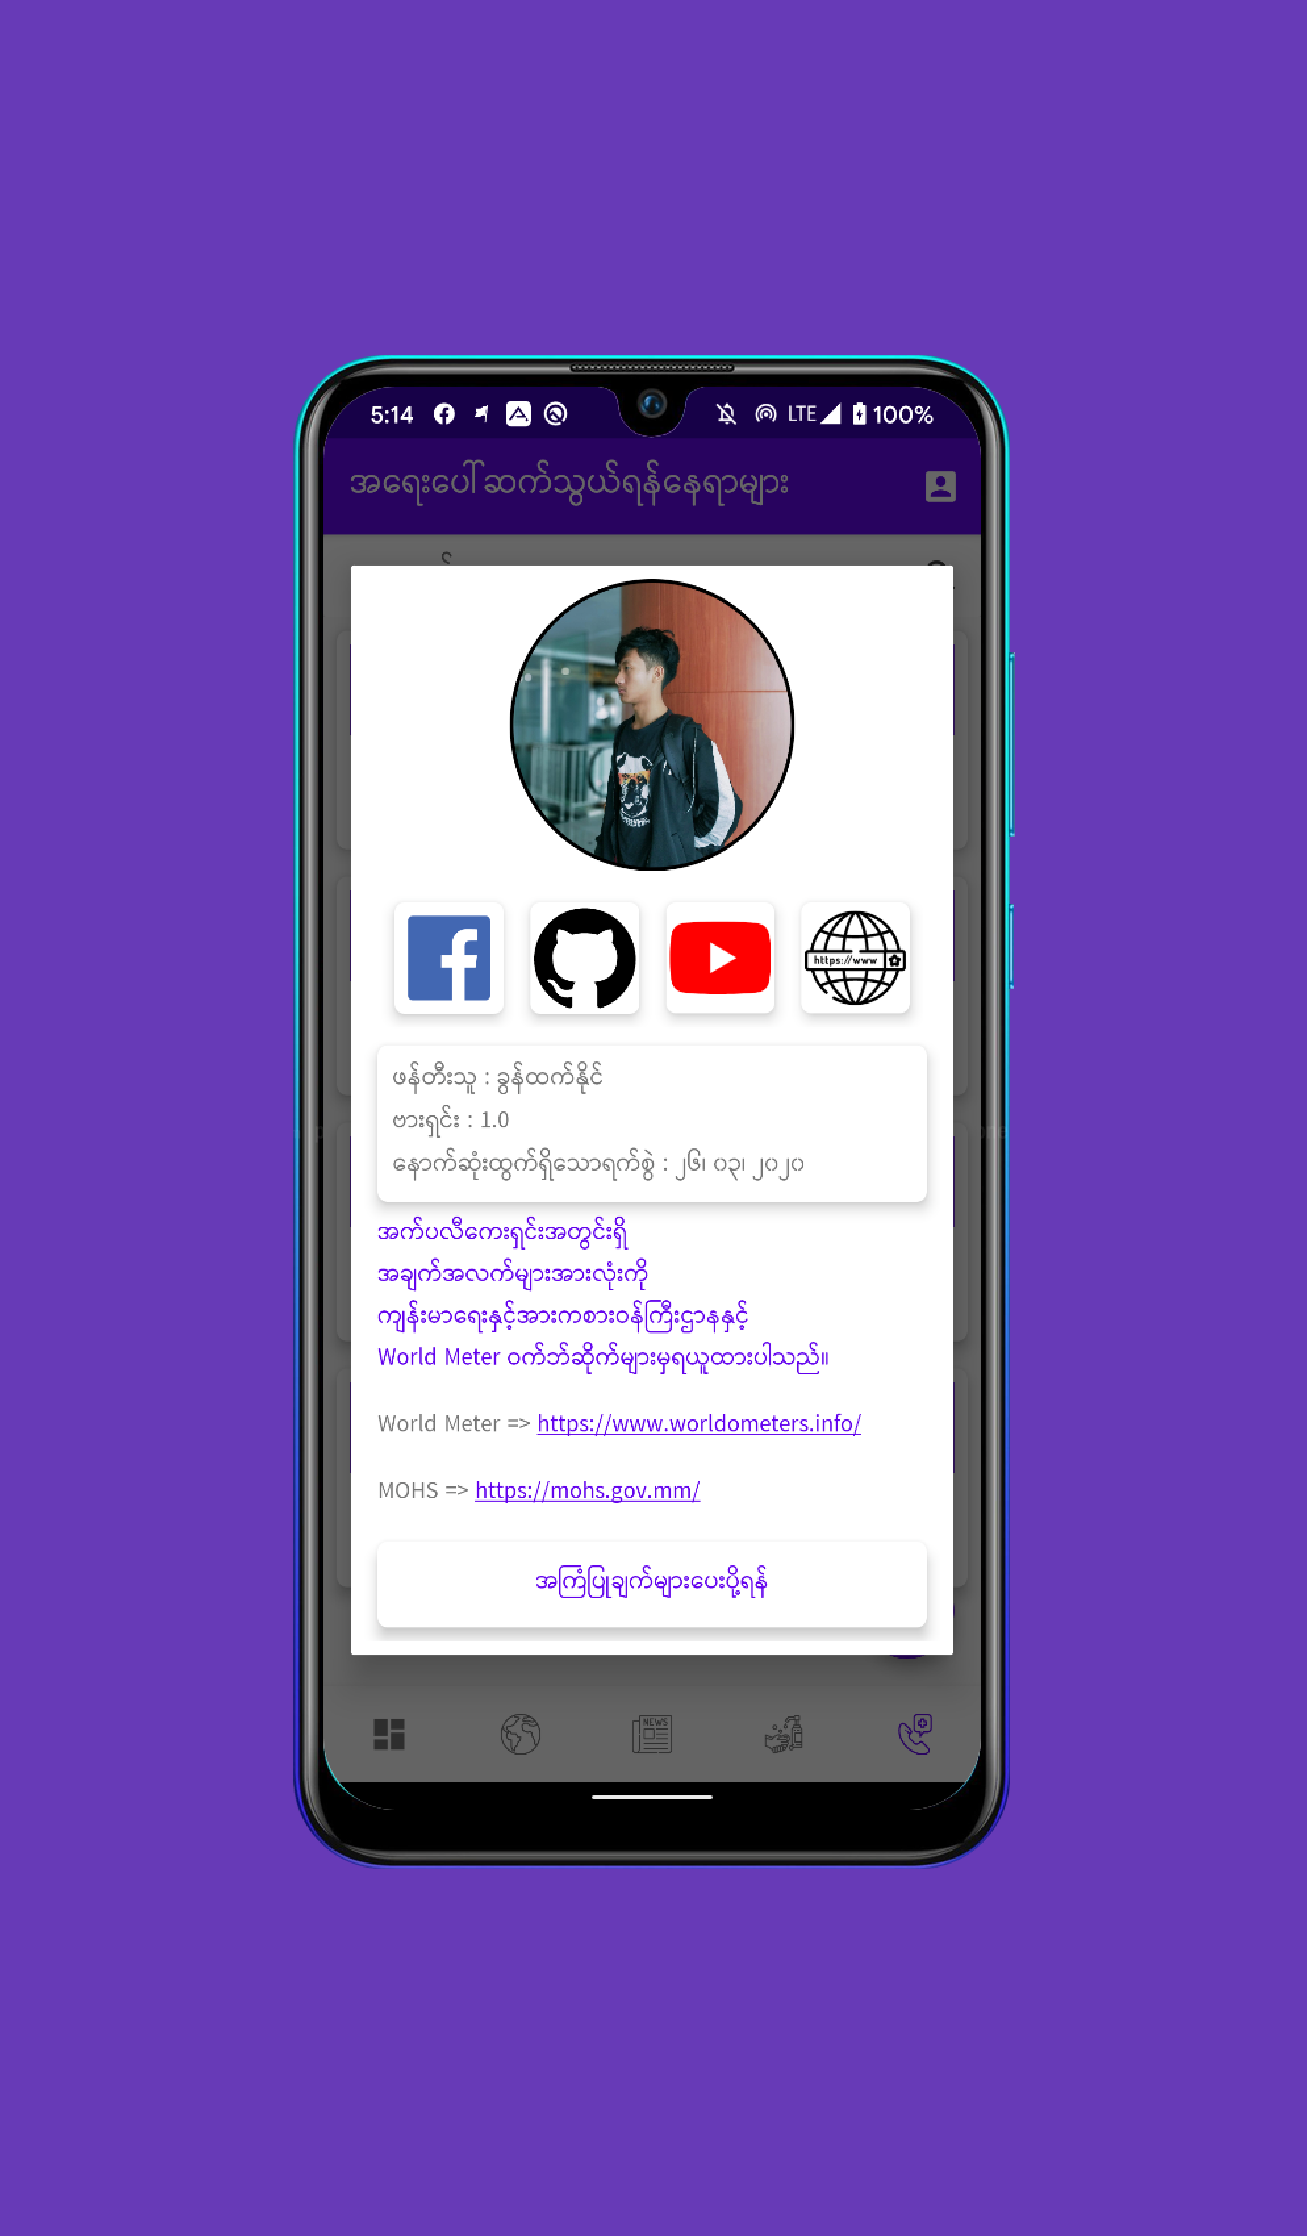 5:14
LTE 100%
အရေးပေါ် ဆက်သွယ်ရန်နေရာများ
https://www
ဖန်တီးသူ : ခွန်ထက်နိုင်
ဗားရှင်း : 1.0
နောက်ဆုံးထွက်ရှိသောရက်စွဲ : ၂၆၊ ၀၃၊ ၂၀၂၀
အက်ပလီကေးရှင်းအတွင်းရှိ
အချက်အလက်များအားလုံးကို
ကျန်းမာရေးနှင့်အားကစားဝန်ကြီးဌာနနှင့်
World Meter ဝက်ဘ်ဆိုက်များမှရယူထားပါသည်။
World Meter => https://www.worldometers.info/
MOHS => https://mohs.gov.mm/
အကြံပြုချက်များပေးပို့ရန်
NEWS